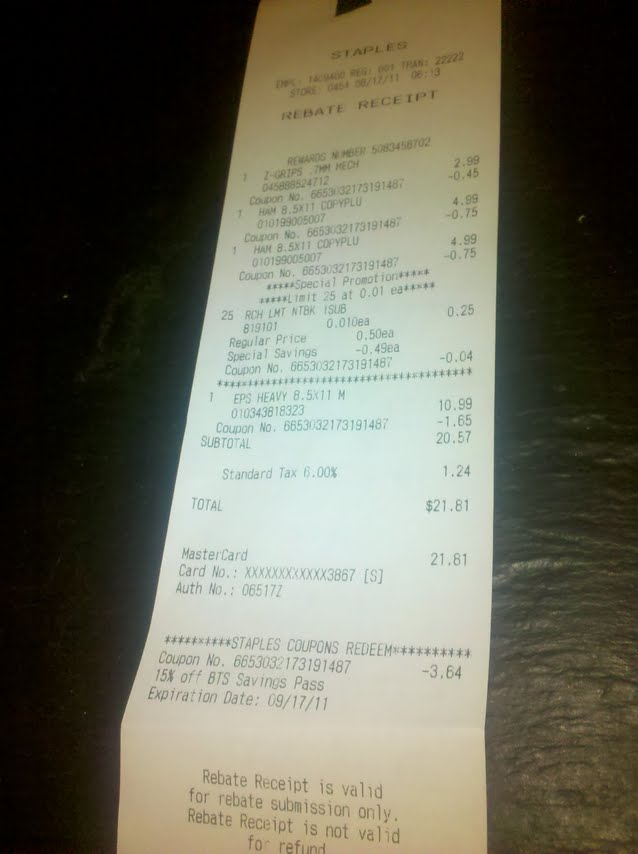 STAPLES
EMPL: 1409400 REG: 001 TRAN: 22222
STORE: 0454 08/17/11 06:13
REBATE RECEIPT
REWARDS NUMBER 5083458702
1 Z-GRIPS .7MM MECH 2.99
045888524712
Coupon No. 6653032173191487 -0.45
1 HAM 8.5X11 COPYPLU 4.99
010199005007
Coupon No. 6653032173191487 -0.75
1 HAM 8.5X11 COPYPLU 4.99
010199005007
Coupon No. 6653032173191487 -0.75
*****Special Promotion*****
*****Limit 25 at 0.01 ea*****
25 RCH LMT NTBK 1SUB 0.25
819101 0.010ea
Regular Price 0.50ea
Special Savings -0.49ea
Coupon No. 6653032173191487 -0.04
************************************
1 EPS HEAVY 8.5X11 M
010343818323 10.99
Coupon No. 6653032173191487 -1.65
SUBTOTAL 20.57
Standard Tax 6.00% 1.24
TOTAL $21.81
MasterCard 21.81
Card No.: XXXXXXXXXXXX3867 [S]
Auth No.: 06517Z
**********STAPLES COUPONS REDEEM**********
Coupon No. 6653032173191487 -3.64
15% off BTS Savings Pass
Expiration Date: 09/17/11
Rebate Receipt is valid
for rebate submission only.
Rebate Receipt is not valid
for refund